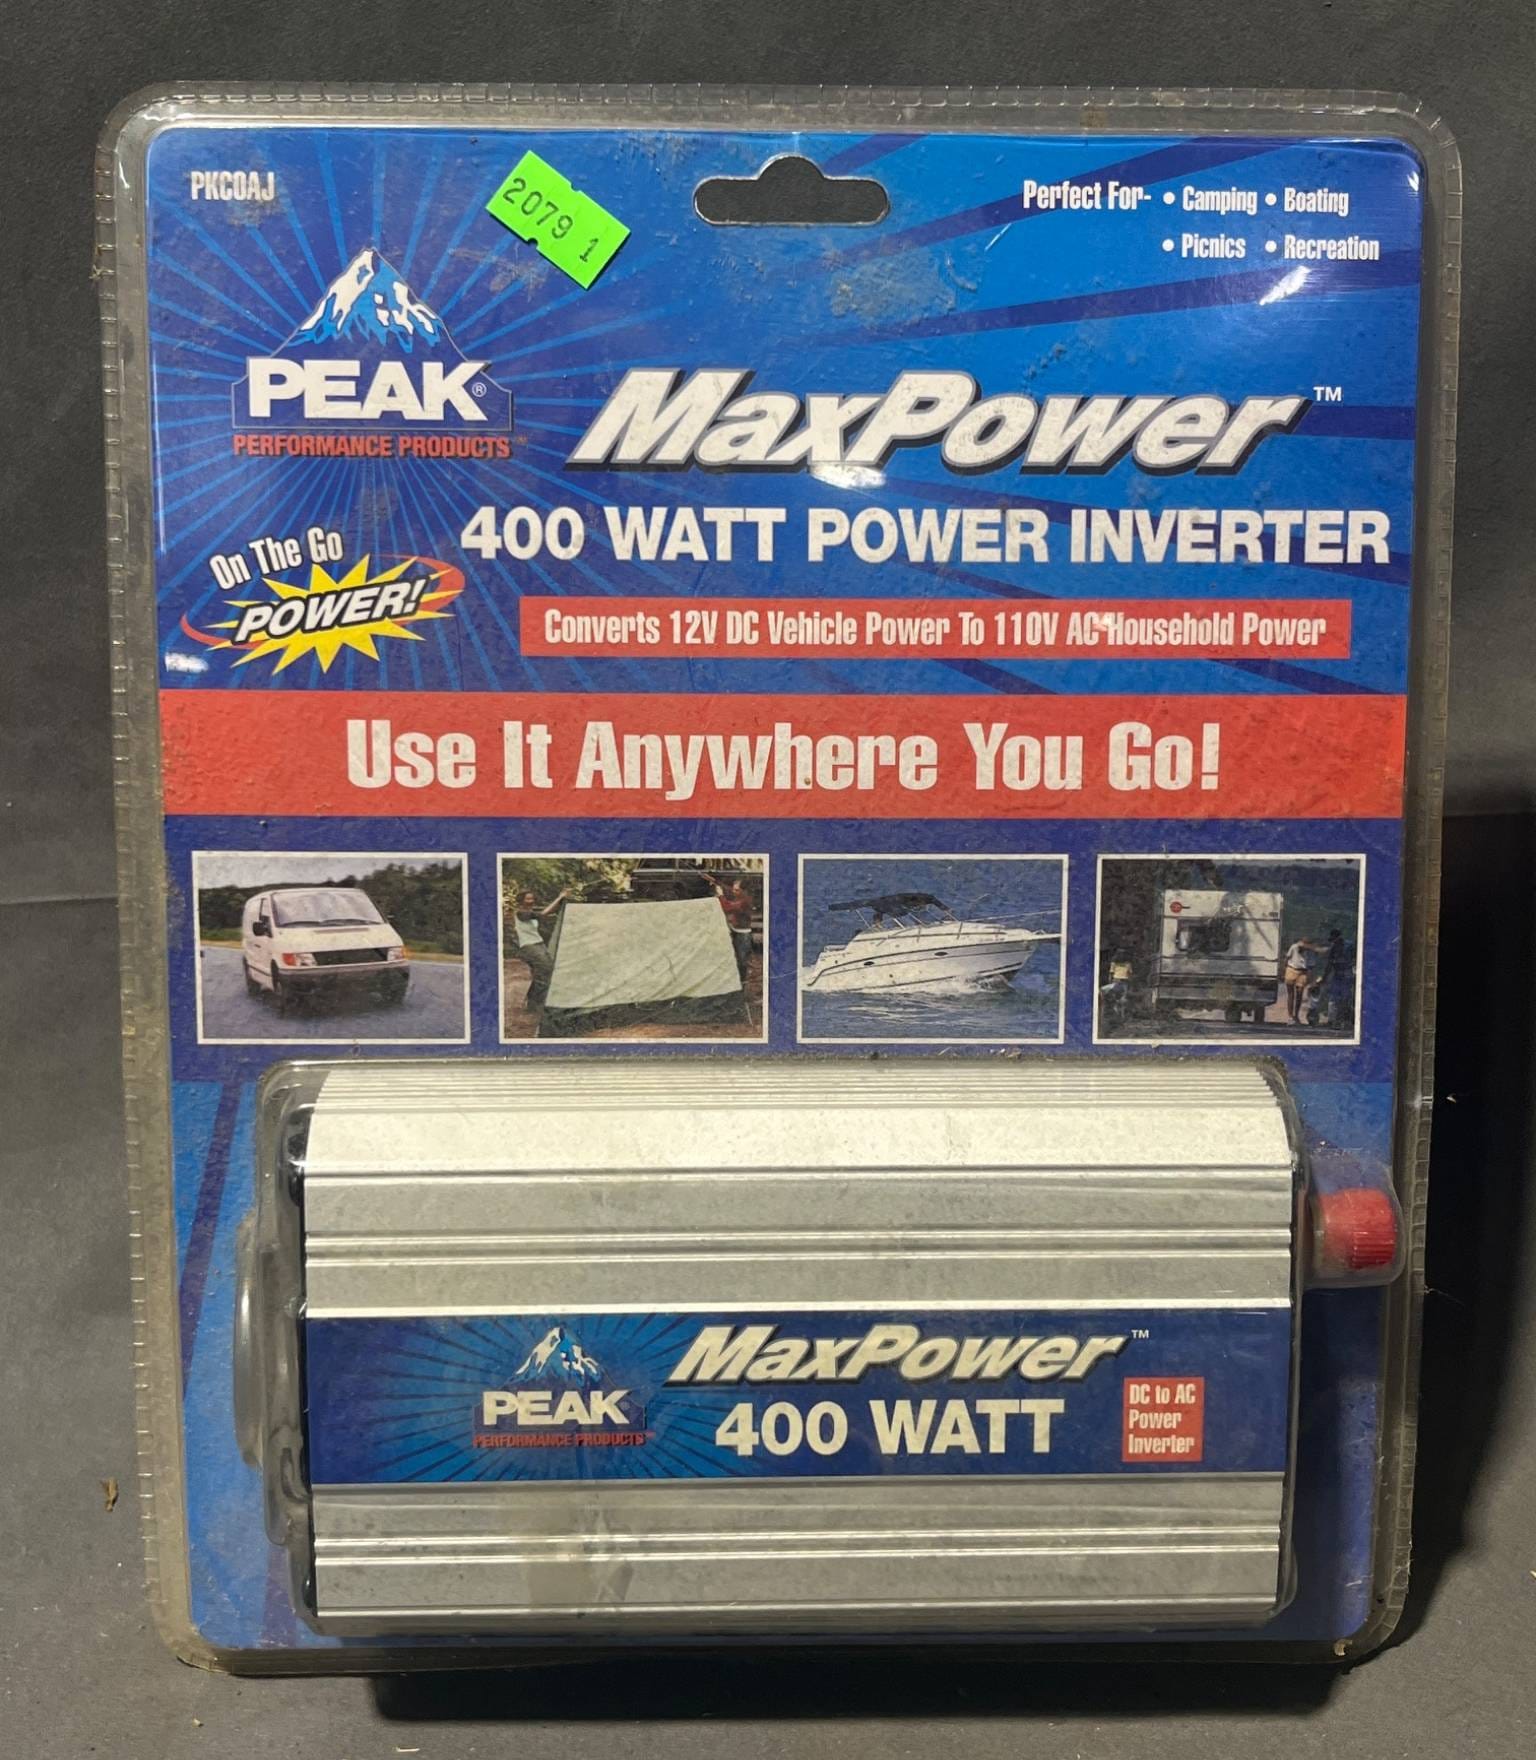 PKC0AJ
2079 1
Perfect For- • Camping • Boating
• Picnics • Recreation
PEAK®
PERFORMANCE PRODUCTS™
MaxPower™
400 WATT POWER INVERTER
On The Go
POWER!
Converts 12V DC Vehicle Power To 110V AC Household Power
Use It Anywhere You Go!
PEAK®
PERFORMANCE PRODUCTS™
MaxPower™
400 WATT
DC to AC
Power
Inverter